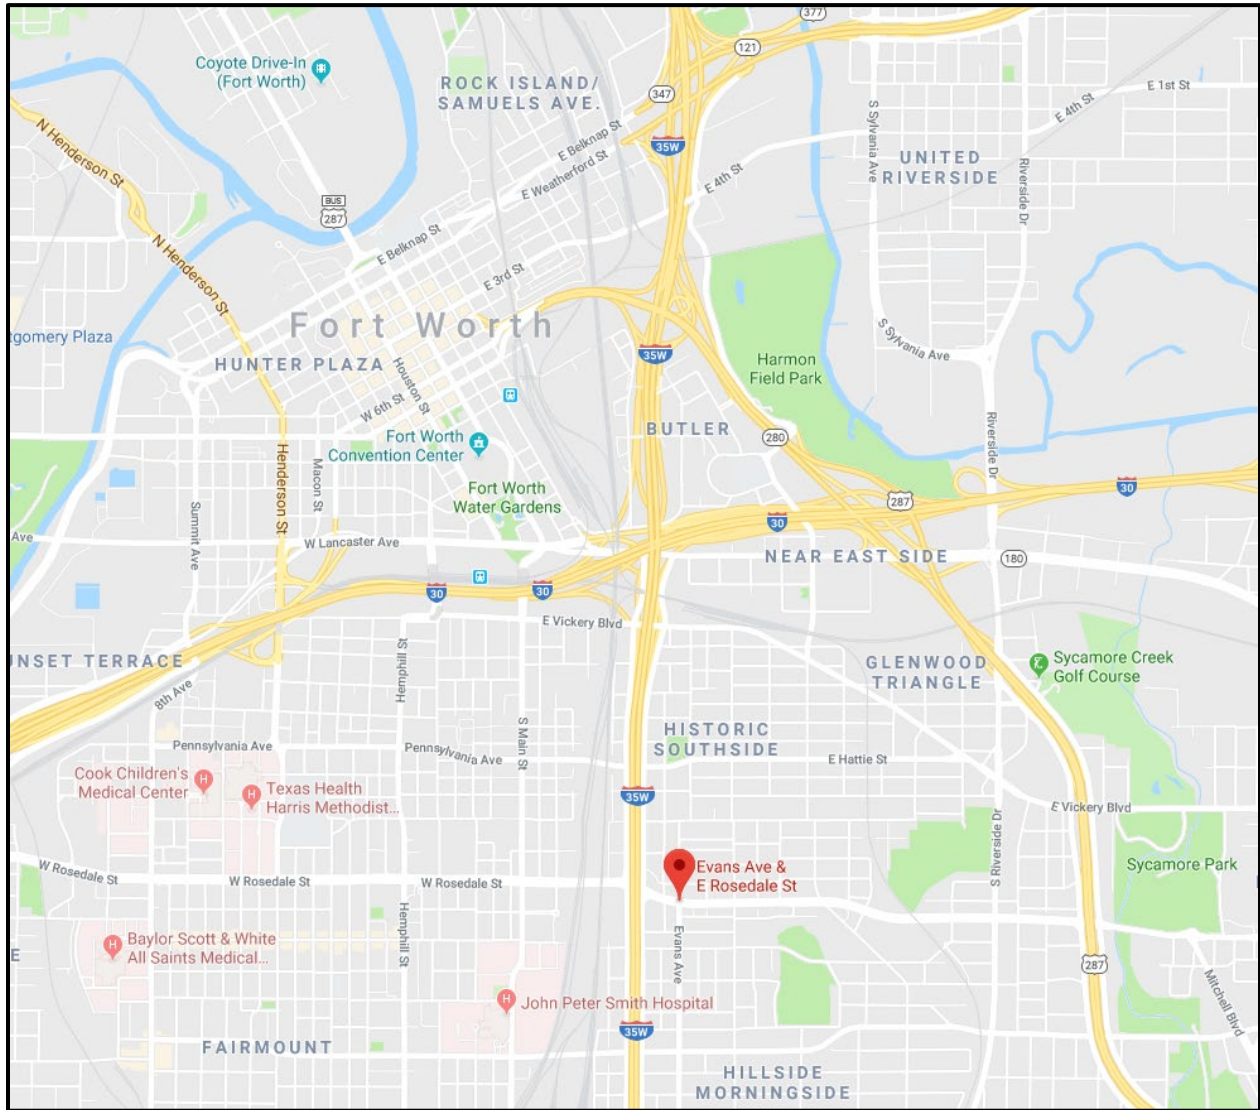 377
121
Coyote Drive-In
(Fort Worth)
ROCK ISLAND/
SAMUELS AVE.
347
E 1st St
E 4th St
S Sylvania Ave
N Henderson St
E Belknap St
35W
E Weatherford St
UNITED
RIVERSIDE
Riverside Dr
E 4th St
BUS
287
N Henderson St
E Belknap St
E 3rd St
Fort Worth
tgomery Plaza
HUNTER PLAZA
35W
S Sylvania Ave
Harmon
Field Park
Houston St
W 6th St
BUTLER
280
Riverside Dr
Fort Worth
Convention Center
Henderson St
Macon St
Fort Worth
Water Gardens
287
30
30
Summit Ave
Ave
W Lancaster Ave
NEAR EAST SIDE
180
30
30
E Vickery Blvd
UNSET TERRACE
Hemphill St
GLENWOOD
TRIANGLE
Sycamore Creek
Golf Course
8th Ave
S Main St
HISTORIC
SOUTHSIDE
Pennsylvania Ave
Pennsylvania Ave
E Hattie St
Cook Children's
Medical Center
H
H
Texas Health
Harris Methodist...
35W
E Vickery Blvd
S Riverside Dr
W Rosedale St
W Rosedale St
W Rosedale St
Evans Ave &
E Rosedale St
Sycamore Park
Hemphill St
Evans Ave
H
Baylor Scott & White
All Saints Medical...
E
287
Mitchell Blvd
H
John Peter Smith Hospital
35W
FAIRMOUNT
HILLSIDE
MORNINGSIDE